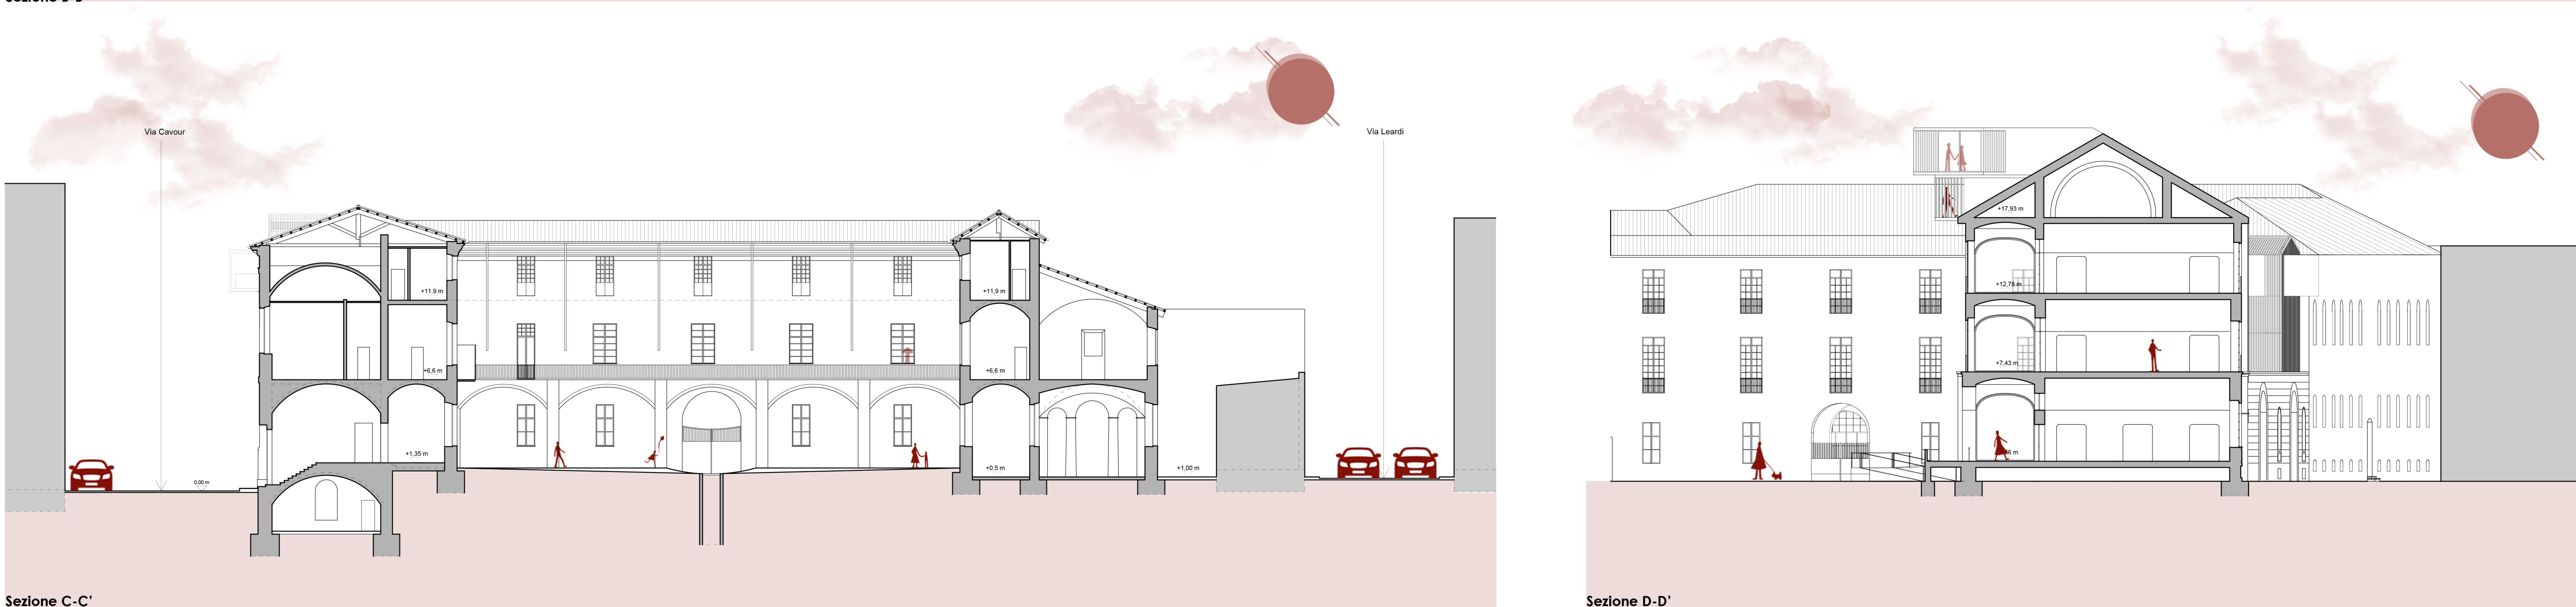 Via Cavour
Via Leardi
+17,93 m
+12,78 m
+11.9 m
+11,9 m
+7,43 m
+6,6 m
+6,6 m
+1,35 m
+0.5 m
+1,00 m
0,00 m
Sezione C-C’
Sezione D-D’